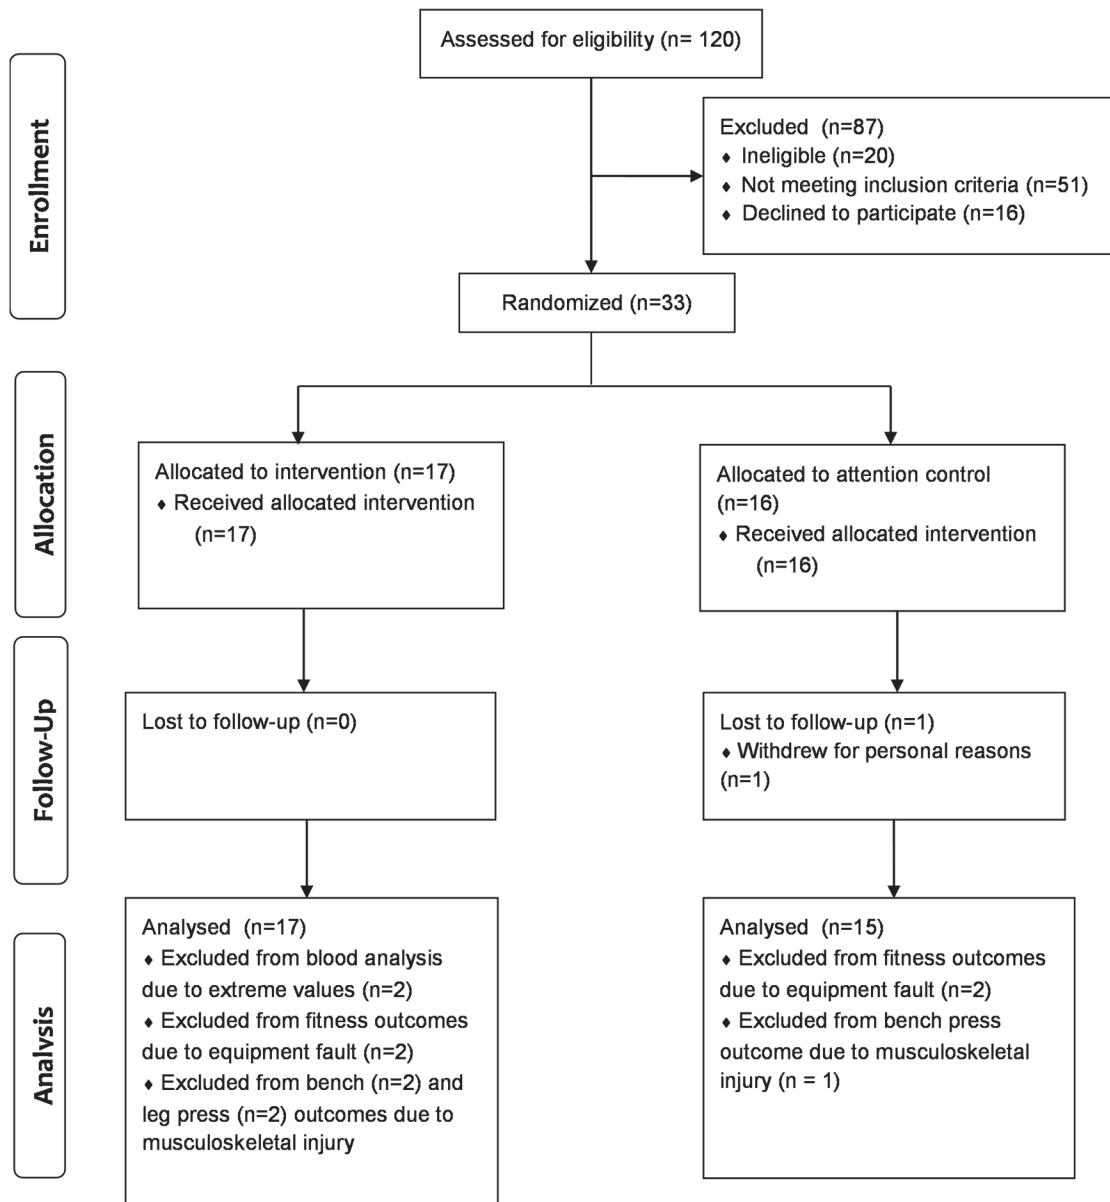 Assessed for eligibility (n= 120)
Enrollment
Excluded (n=87)
♦ Ineligible (n=20)
♦ Not meeting inclusion criteria (n=51)
♦ Declined to participate (n=16)
Randomized (n=33)
Allocation
Allocated to intervention (n=17)
♦ Received allocated intervention
(n=17)
Allocated to attention control
(n=16)
♦ Received allocated intervention
(n=16)
Follow-Up
Lost to follow-up (n=0)
Lost to follow-up (n=1)
♦ Withdrew for personal reasons
(n=1)
Analysis
Analysed (n=17)
♦ Excluded from blood analysis
due to extreme values (n=2)
♦ Excluded from fitness outcomes
due to equipment fault (n=2)
♦ Excluded from bench (n=2) and
leg press (n=2) outcomes due to
musculoskeletal injury
Analysed (n=15)
♦ Excluded from fitness outcomes
due to equipment fault (n=2)
♦ Excluded from bench press
outcome due to musculoskeletal
injury (n = 1)